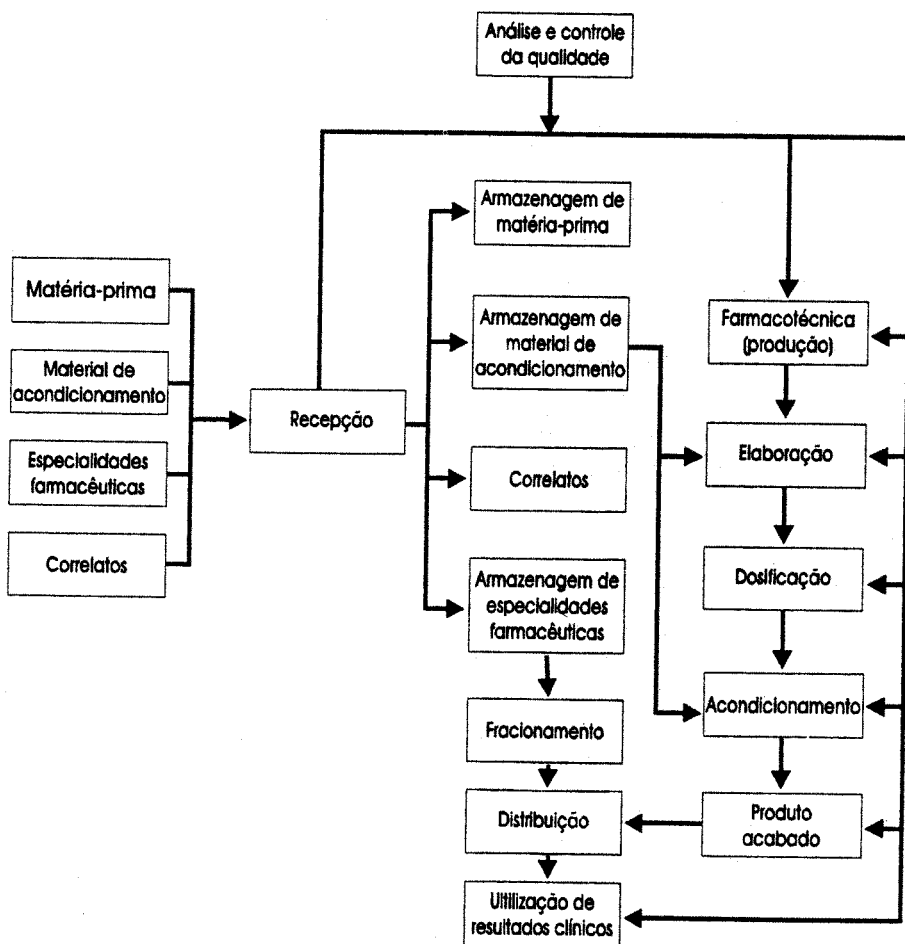 Análise e controle
da qualidade
Armazenagem de
matéria-prima
Matéria-prima
Material de
acondicionamento
Especialidades
farmacêuticas
Correlatos
Recepção
Armazenagem de
material de
acondicionamento
Correlatos
Armazenagem de
especialidades
farmacêuticas
Fracionamento
Distribuição
Ultilização de
resultados clínicos
Farmacotécnica
(produção)
Elaboração
Dosificação
Acondicionamento
Produto
acabado